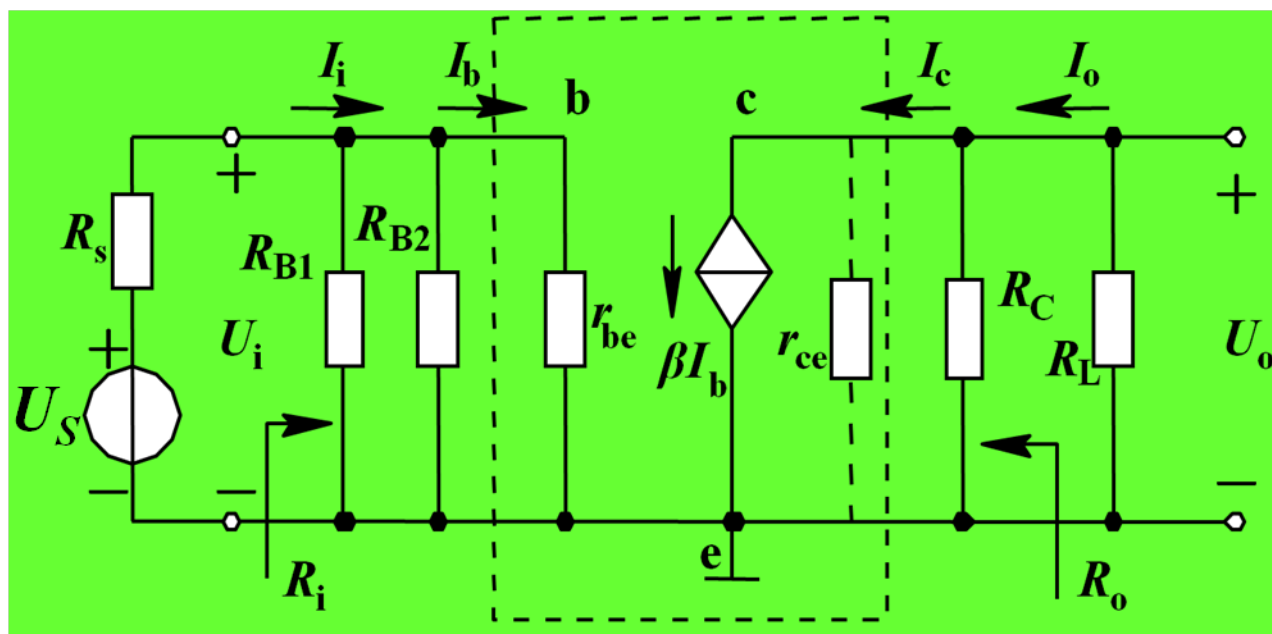 Ii Ib b c Ic Io
+ +
Rs RB1 RB2
+ Ui rbe βIb rce RC RL Uo
US
− − −
e
Ri Ro